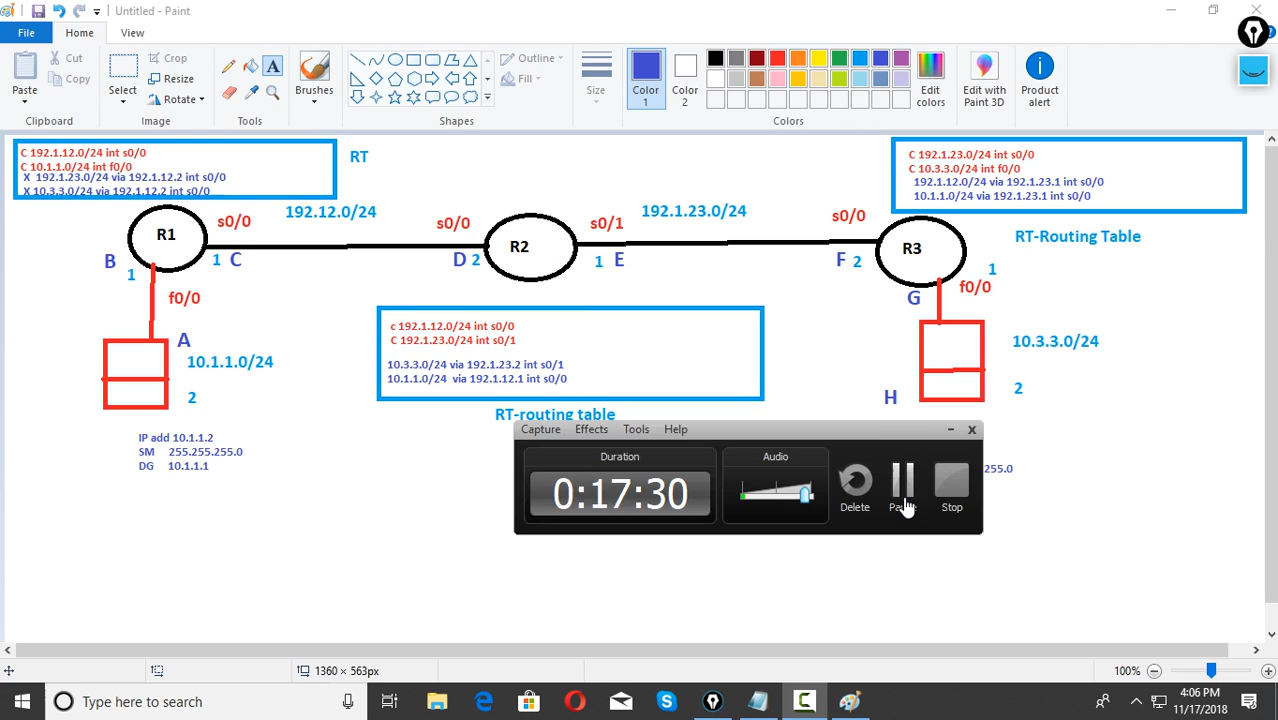 Untitled - Paint
File
Home
View
Paste
Cut
Copy
Clipboard
Select
Crop
Resize
Rotate
Image
A
Tools
Brushes
Outline
Fill
Shapes
Size
Color
1
Color
2
Edit
colors
Edit with
Paint 3D
Product
alert
Colors
C 192.1.12.0/24 int s0/0
C 10.1.1.0/24 int f0/0
X 192.1.23.0/24 via 192.1.12.2 int s0/0
X 10.3.3.0/24 via 192.1.12.2 int s0/0
RT
C 192.1.23.0/24 int s0/0
C 10.3.3.0/24 int f0/0
192.1.12.0/24 via 192.1.23.1 int s0/0
10.1.1.0/24 via 192.1.23.1 int s0/0
RT-Routing Table
R1
s0/0
192.12.0/24
s0/0
R2
s0/1
192.1.23.0/24
s0/0
R3
B
1
1
C
D
2
1
E
F
2
1
f0/0
f0/0
G
A
10.1.1.0/24
2
c 192.1.12.0/24 int s0/0
C 192.1.23.0/24 int s0/1
10.3.3.0/24 via 192.1.23.2 int s0/1
10.1.1.0/24 via 192.1.12.1 int s0/0
RT-routing table
10.3.3.0/24
H
2
IP add 10.1.1.2
SM 255.255.255.0
DG 10.1.1.1
255.0
Capture
Effects
Tools
Help
Duration
0:17:30
Audio
Delete
Stop
1360 × 563px
100%
Type here to search
4:06 PM
11/17/2018